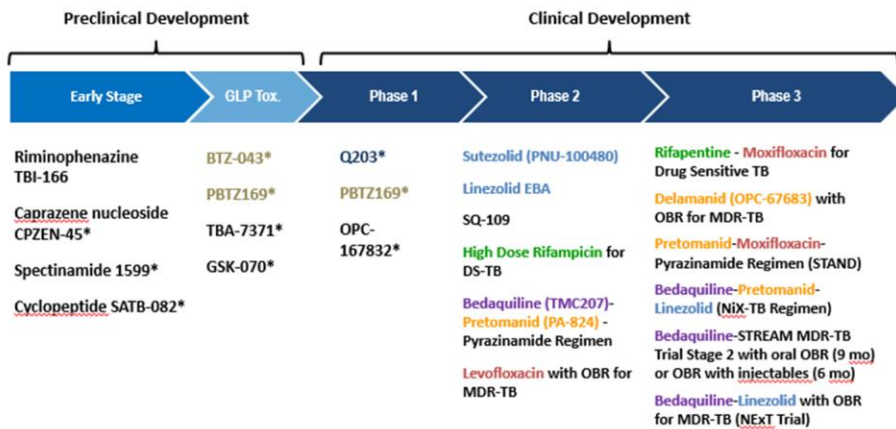 Preclinical Development
Clinical Development
Early Stage
GLP Tox.
Phase 1
Phase 2
Phase 3
Riminophenazine
TBI-166
Caprazene nucleoside
CPZEN-45*
Spectinamide 1599*
Cyclopeptide SATB-082*
BTZ-043*
PBTZ169*
TBA-7371*
GSK-070*
Q203*
PBTZ169*
OPC-
167832*
Sutezolid (PNU-100480)
Linezolid EBA
SQ-109
High Dose Rifampicin for
DS-TB
Bedaquiline (TMC207)-
Pretomanid (PA-824) -
Pyrazinamide Regimen
Levofloxacin with OBR for
MDR-TB
Rifapentine - Moxifloxacin for
Drug Sensitive TB
Delamanid (OPC-67683) with
OBR for MDR-TB
Pretomanid-Moxifloxacin-
Pyrazinamide Regimen (STAND)
Bedaquiline-Pretomanid-
Linezolid (NiX-TB Regimen)
Bedaquiline-STREAM MDR-TB
Trial Stage 2 with oral OBR (9 mo)
or OBR with injectables (6 mo)
Bedaquiline-Linezolid with OBR
for MDR-TB (NExT Trial)